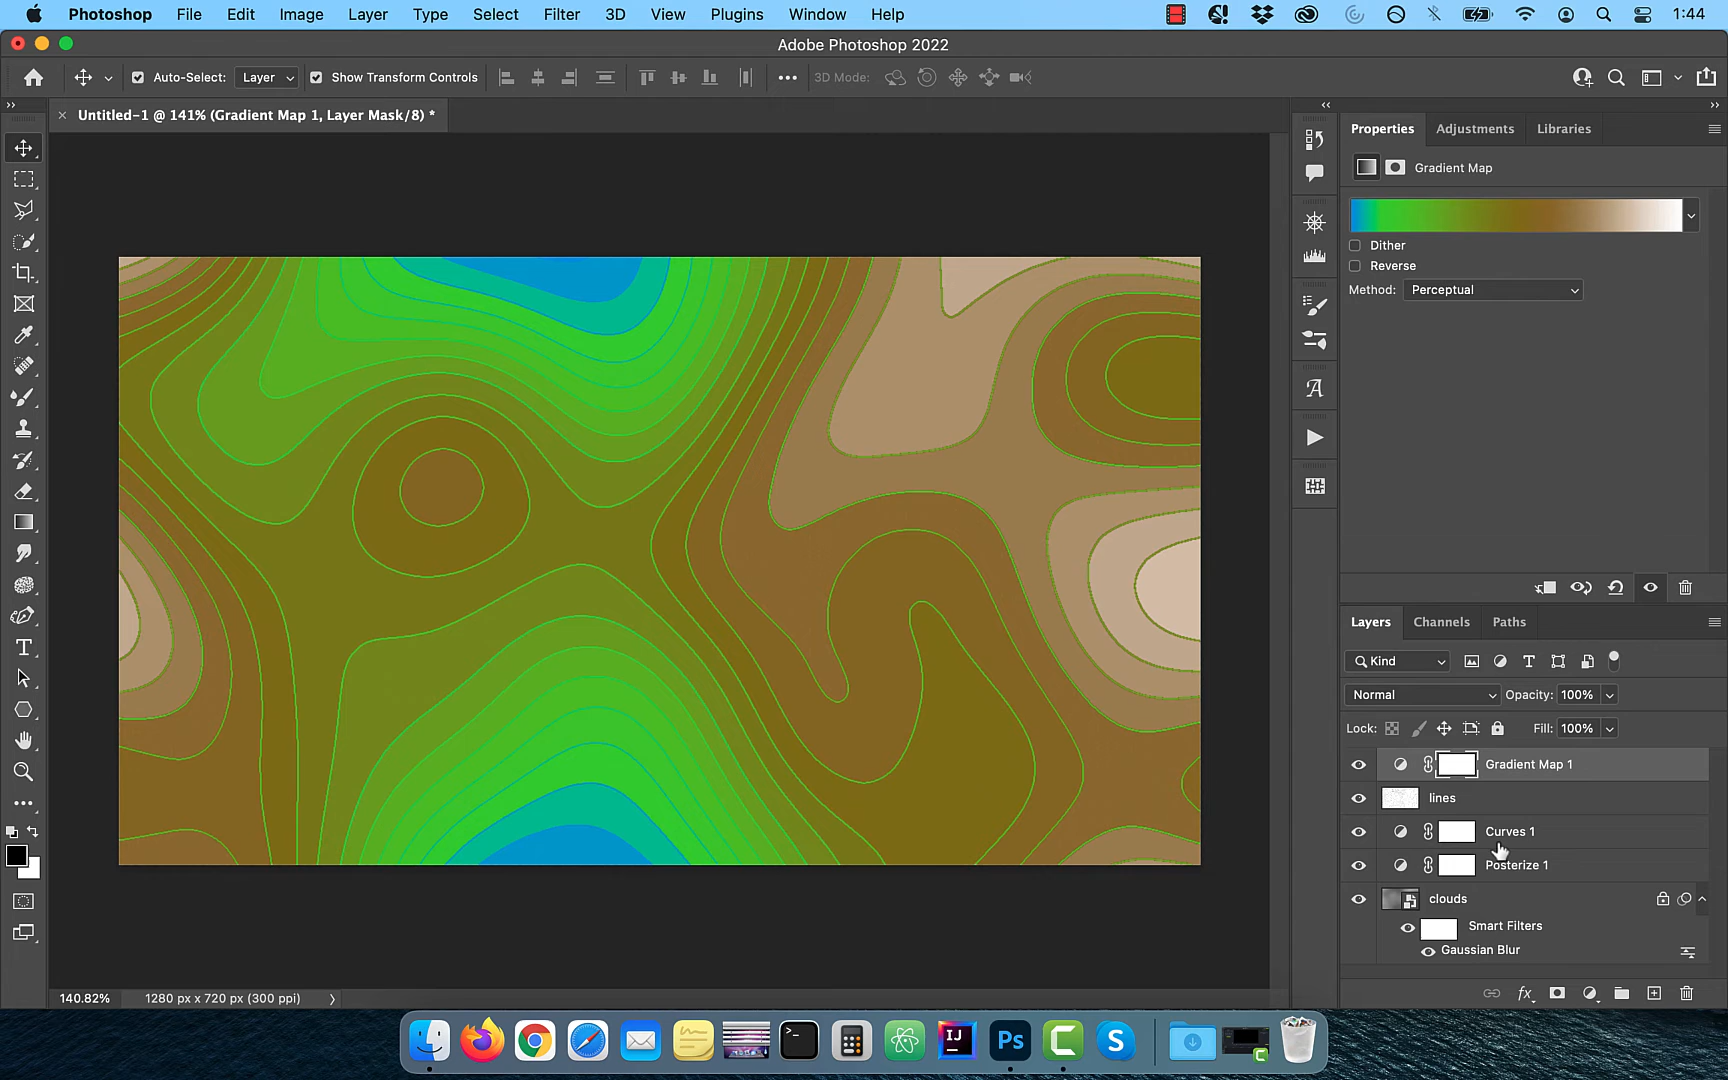 Photoshop File Edit Image Layer Type Select Filter 3D View Plugins Window Help 1:44
Adobe Photoshop 2022
Auto-Select: Layer Show Transform Controls 3D Mode:
Untitled-1 @ 141% (Gradient Map 1, Layer Mask/8) *
Properties Adjustments Libraries
Gradient Map
Dither
Reverse
Method: Perceptual
Layers Channels Paths
Kind
Normal Opacity: 100%
Lock: Fill: 100%
Gradient Map 1
lines
Curves 1
Posterize 1
clouds
Smart Filters
Gaussian Blur
140.82% 1280 px x 720 px (300 ppi)